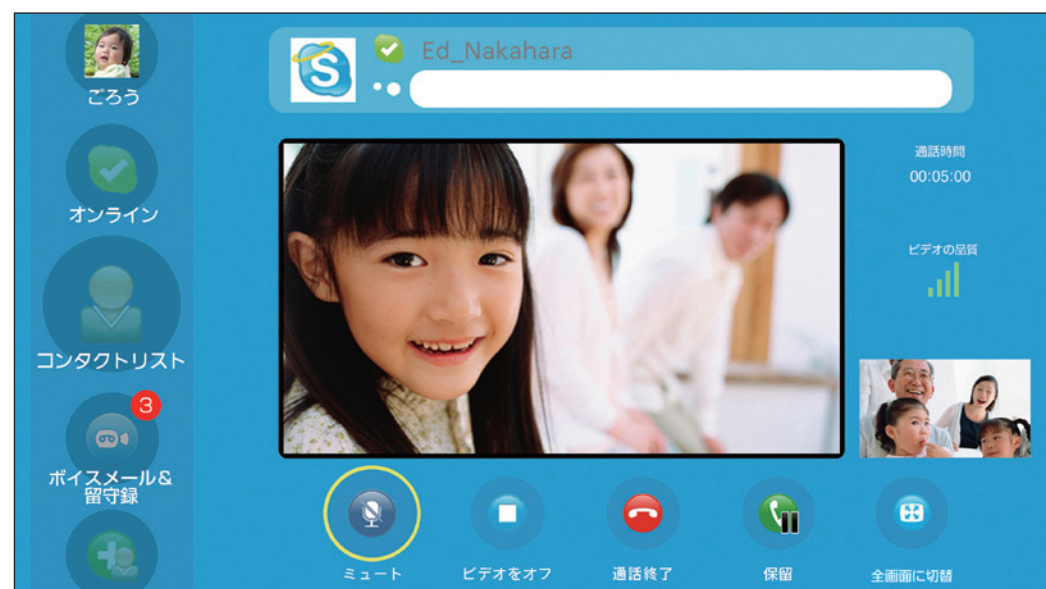 ごろう
オンライン
コンタクトリスト
3
ボイスメール&
留守録
S
Ed_Nakahara
通話時間
00:05:00
ビデオの品質
ミュート
ビデオをオフ
通話終了
保留
全画面に切替